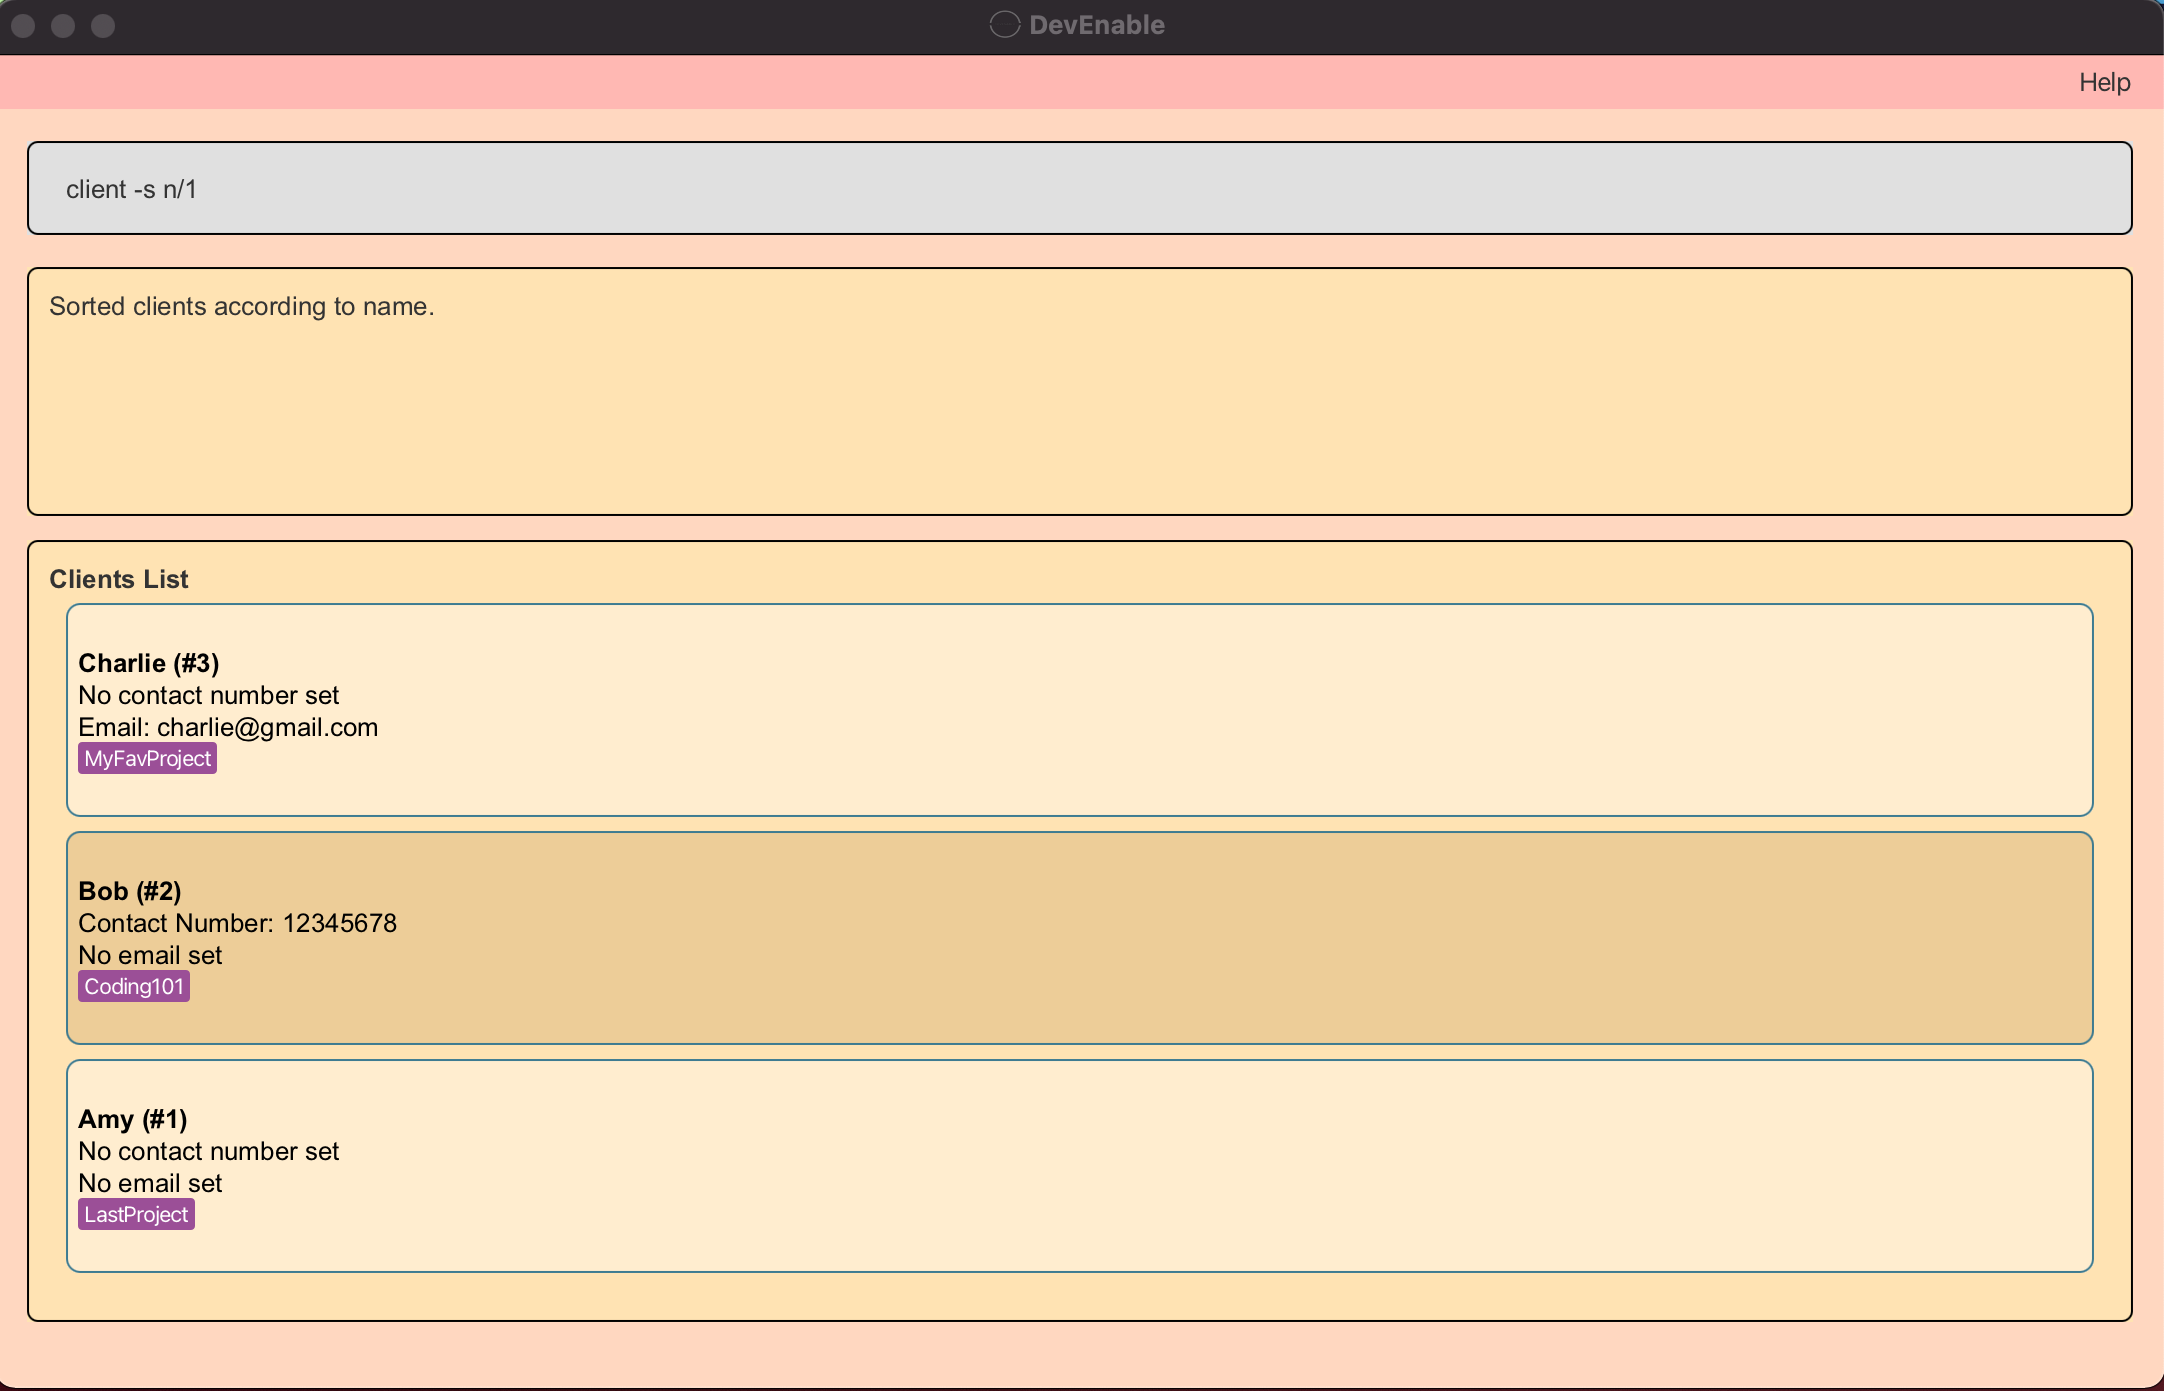 DevEnable
Help
client -s n/1
Sorted clients according to name.
Clients List
Charlie (#3)
No contact number set
Email: charlie@gmail.com
MyFavProject
Bob (#2)
Contact Number: 12345678
No email set
Coding101
Amy (#1)
No contact number set
No email set
LastProject